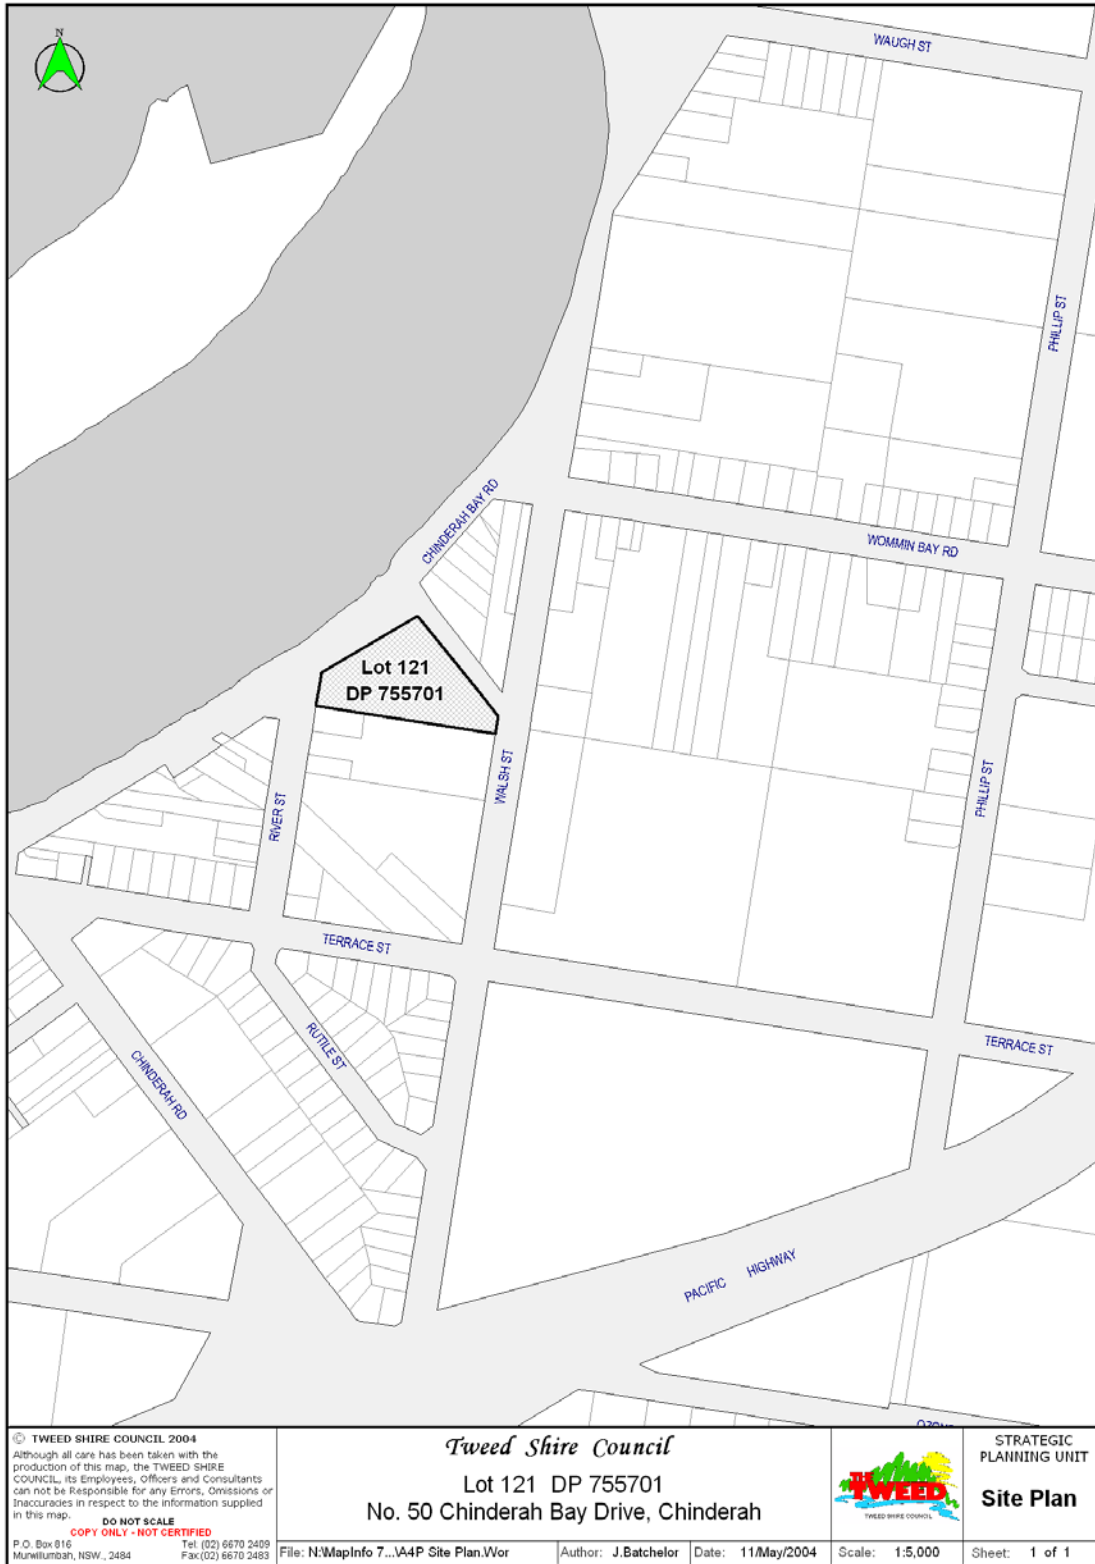 N
WAUGH ST
PHILLIP ST
CHINDERAH BAY RD
WOMMIN BAY RD
Lot 121
DP 755701
WALSH ST
PHILLIP ST
RIVER ST
TERRACE ST
RUTILE ST
TERRACE ST
CHINDERAH RD
PACIFIC HIGHWAY
© TWEED SHIRE COUNCIL 2004
Although all care has been taken with the
production of this map, the TWEED SHIRE
COUNCIL, its Employees, Officers and Consultants
can not be Responsible for any Errors, Omissions or
Inaccuracies in respect to the information supplied
in this map.
DO NOT SCALE
COPY ONLY - NOT CERTIFIED
P.O. Box 816
Murwillumbah, NSW., 2484
Tel: (02) 6670 2409
Fax:(02) 6670 2483
Tweed Shire Council
Lot 121 DP 755701
No. 50 Chinderah Bay Drive, Chinderah
File: N:\MapInfo 7...\A4P Site Plan.Wor
Author: J.Batchelor
Date: 11/May/2004
THE
TWEED
TWEED SHIRE COUNCIL
Scale: 1:5,000
STRATEGIC
PLANNING UNIT
Site Plan
Sheet: 1 of 1